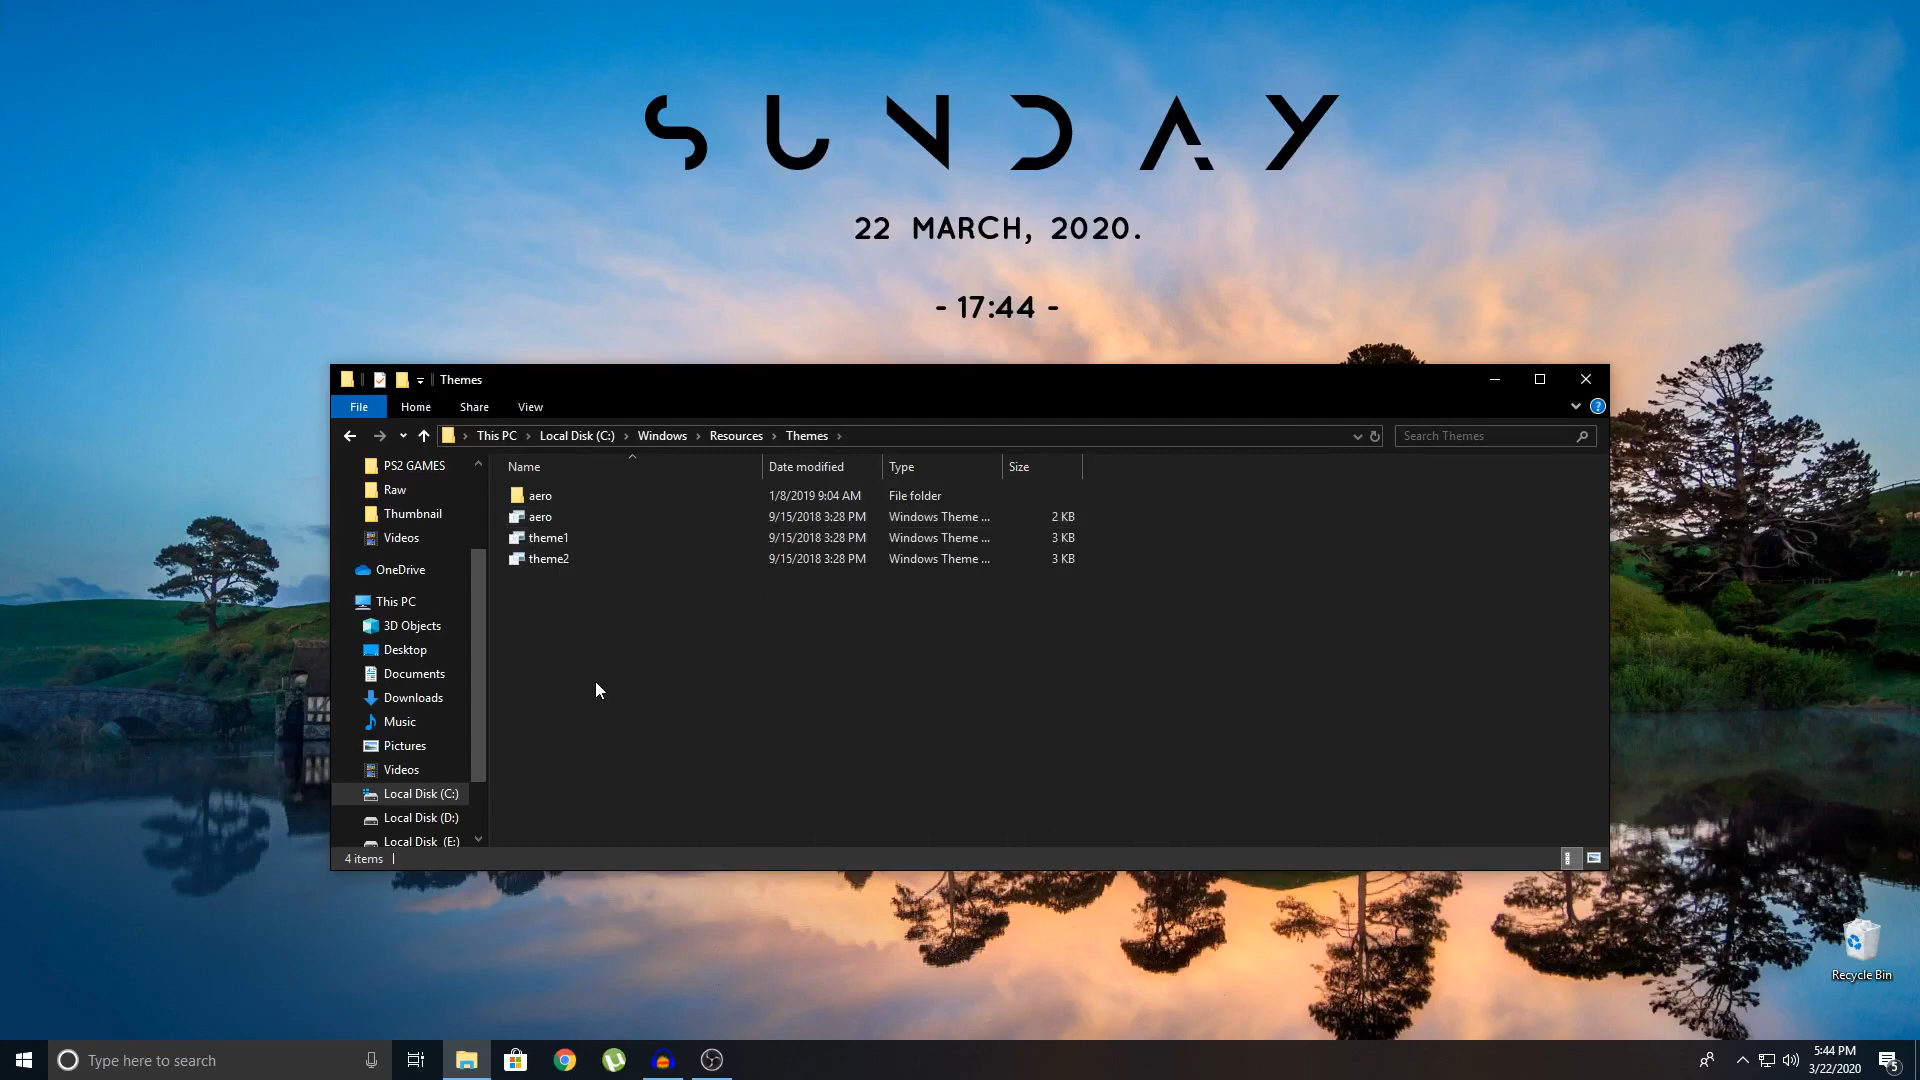 SUNDAY
22 MARCH, 2020.
- 17:44 -
Themes
File Home Share View
This PC Local Disk (C:) Windows Resources Themes
Search Themes
PS2 GAMES
Raw
Thumbnail
Videos
OneDrive
This PC
3D Objects
Desktop
Documents
Downloads
Music
Pictures
Videos
Local Disk (C:)
Local Disk (D:)
Local Disk (E:)
Name Date modified Type Size
aero 1/8/2019 9:04 AM File folder
aero 9/15/2018 3:28 PM Windows Theme ... 2 KB
theme1 9/15/2018 3:28 PM Windows Theme ... 3 KB
theme2 9/15/2018 3:28 PM Windows Theme ... 3 KB
4 items
Recycle Bin
Type here to search
5:44 PM
3/22/2020
5